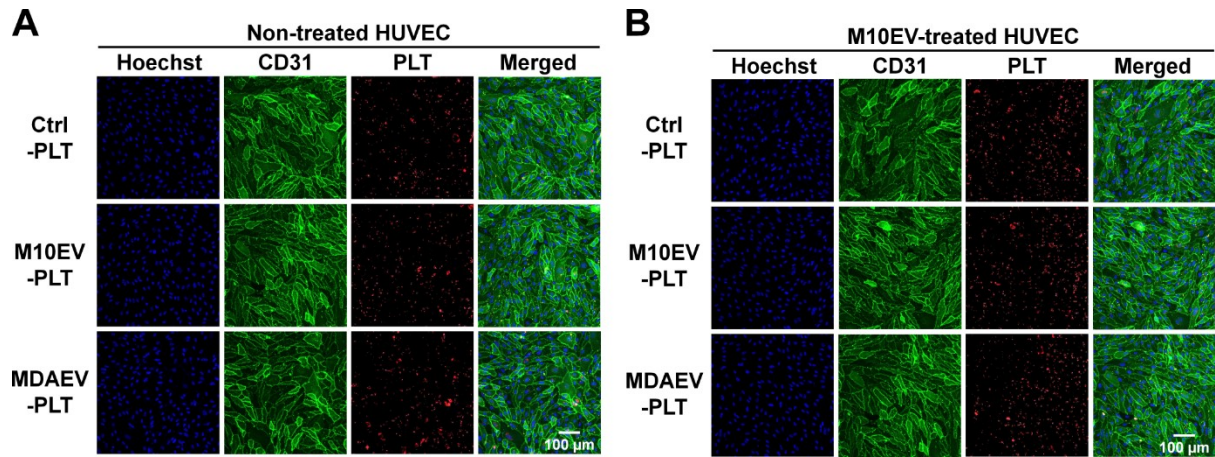 A
Non-treated HUVEC
Hoechst CD31 PLT Merged
Ctrl
-PLT
M10EV
-PLT
MDAEV
-PLT
100 µm
B
M10EV-treated HUVEC
Hoechst CD31 PLT Merged
Ctrl
-PLT
M10EV
-PLT
MDAEV
-PLT
100 µm